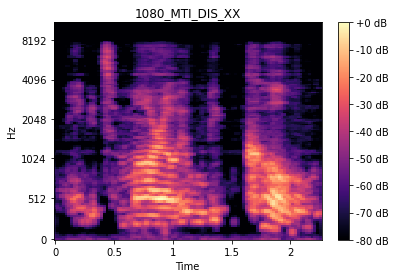 1080_MTI_DIS_XX
8192
4096
2048
1024
512
0
Hz
0
0.5
1
1.5
2
Time
+0 dB
-10 dB
-20 dB
-30 dB
-40 dB
-50 dB
-60 dB
-70 dB
-80 dB